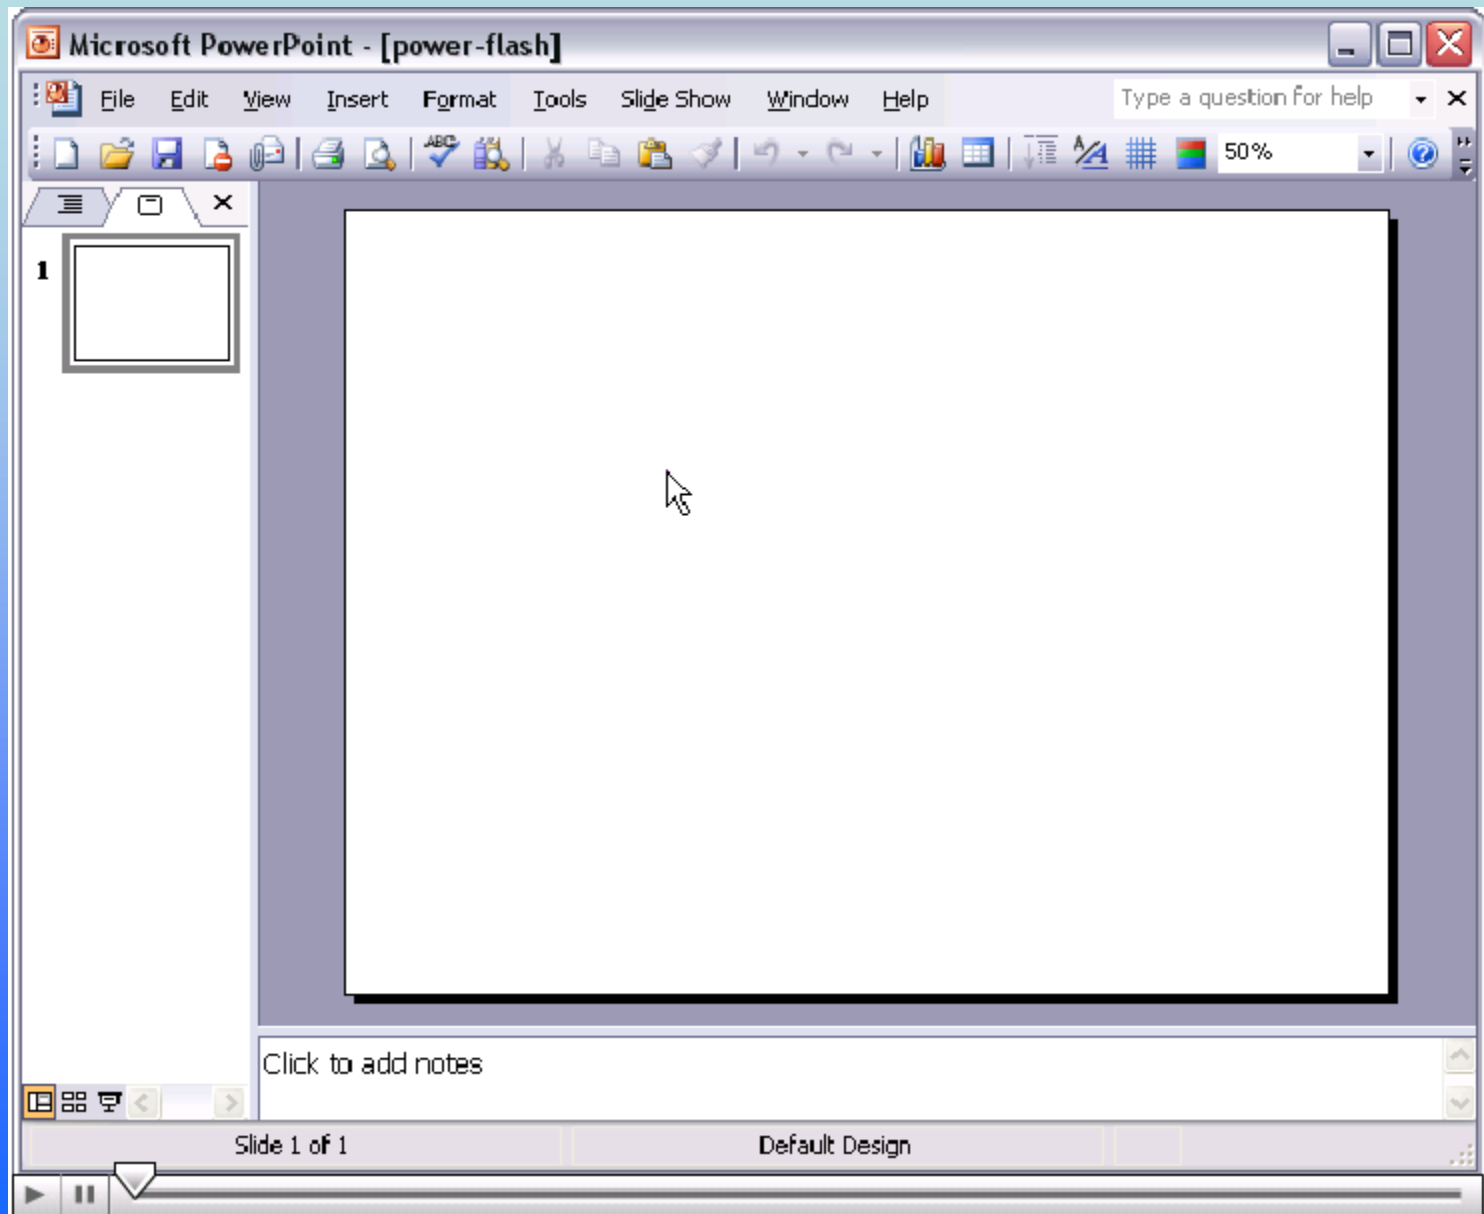 Microsoft PowerPoint - [power-flash]
File Edit View Insert Format Tools Slide Show Window Help Type a question for help
ABC 50%
1
Click to add notes
Slide 1 of 1 Default Design